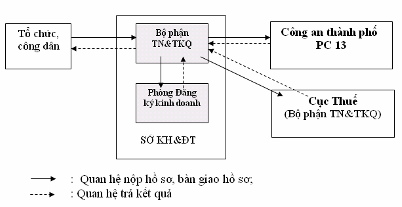 Tổ chức,
công dân
Bộ phận
TN&TKQ
Công an thành phố
PC 13
Phòng Đăng
ký kinh doanh
Cục Thuế
(Bộ phận TN&TKQ)
SỞ KH&ĐT
: Quan hệ nộp hồ sơ, bàn giao hồ sơ;
: Quan hệ trả kết quả